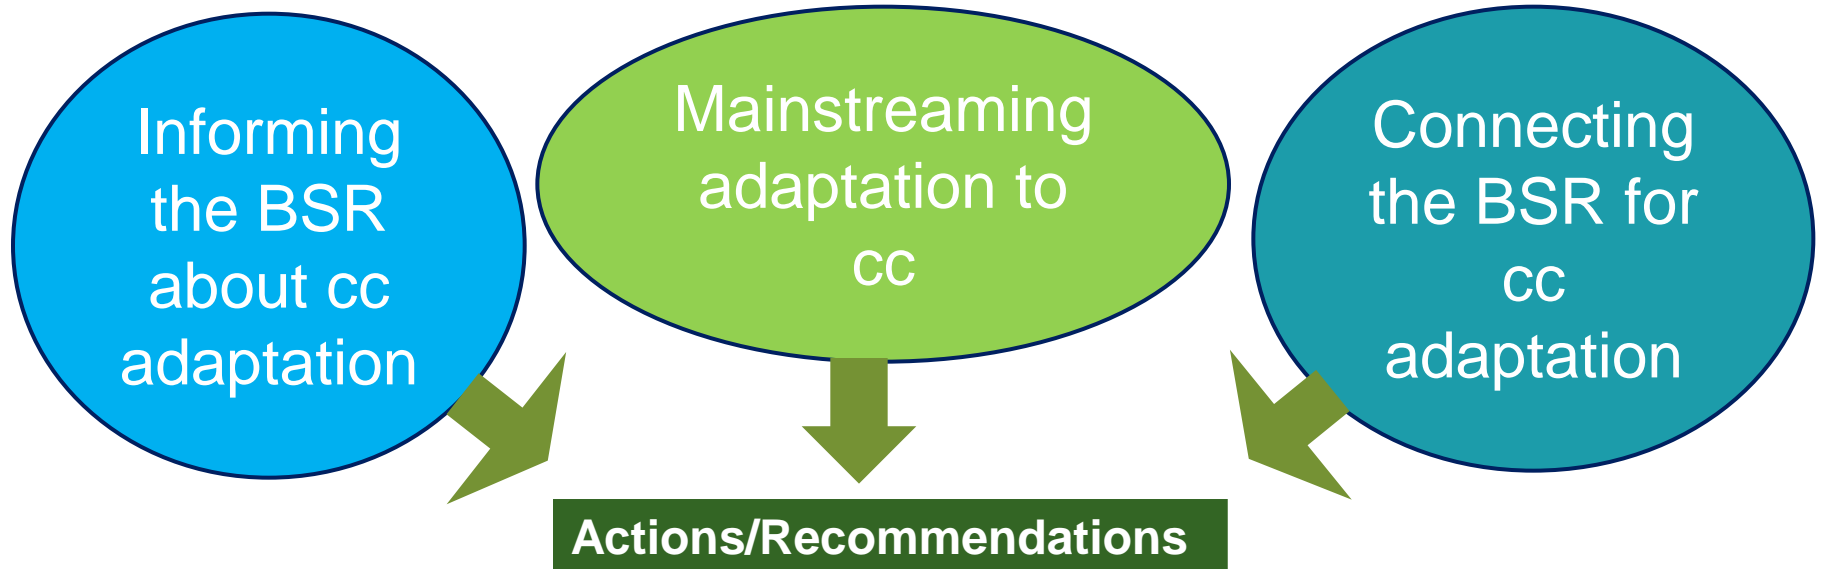 Informing
the BSR
about cc
adaptation
Mainstreaming
adaptation to
cc
Connecting
the BSR for
cc
adaptation
Actions/Recommendations